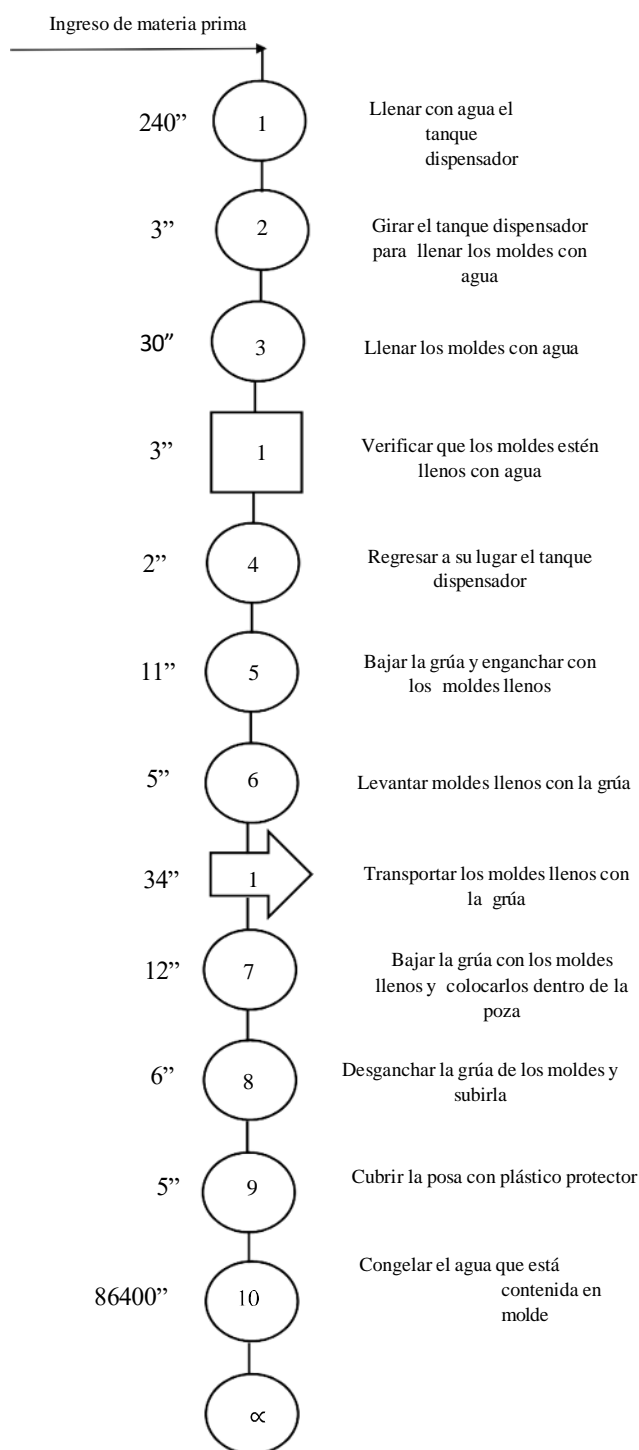 Ingreso de materia prima
240”
1
Llenar con agua el
tanque
dispensador
3”
2
Girar el tanque dispensador
para llenar los moldes con
agua
30”
3
Llenar los moldes con agua
3”
1
Verificar que los moldes estén
llenos con agua
2”
4
Regresar a su lugar el tanque
dispensador
11”
5
Bajar la grúa y enganchar con
los moldes llenos
5”
6
Levantar moldes llenos con la grúa
34”
1
Transportar los moldes llenos con
la grúa
12”
7
Bajar la grúa con los moldes
llenos y colocarlos dentro de la
poza
6”
8
Desganchar la grúa de los moldes y
subirla
5”
9
Cubrir la posa con plástico protector
86400”
10
Congelar el agua que está
contenida en
molde
∝